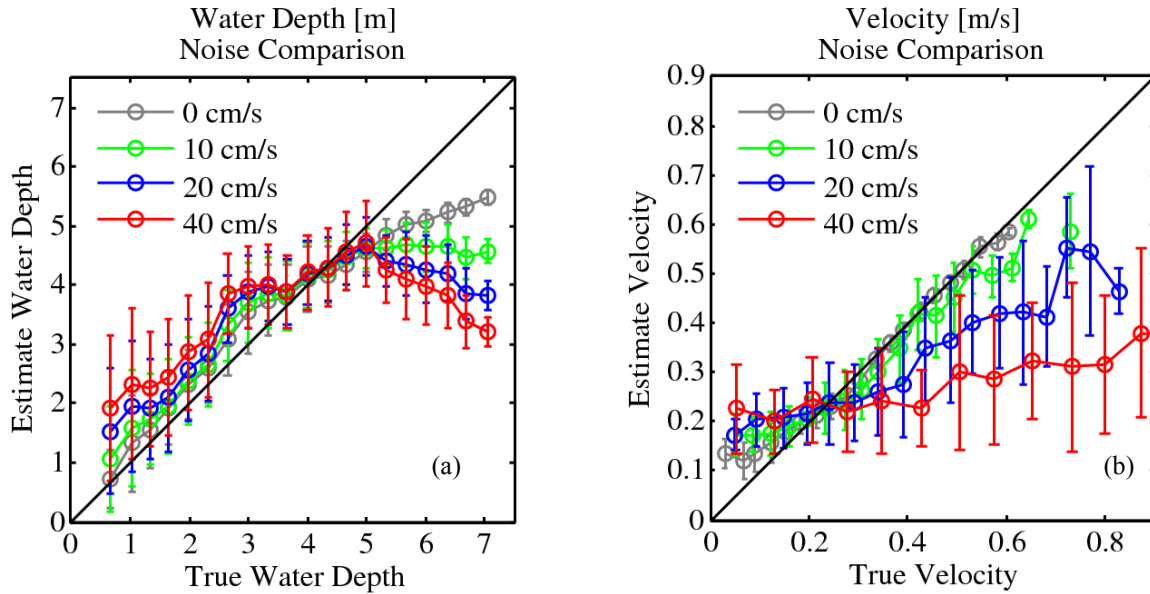 Water Depth [m]
Noise Comparison
7
6
5
4
3
2
1
0
0 cm/s
10 cm/s
20 cm/s
40 cm/s
(a)
0 1 2 3 4 5 6 7
True Water Depth
Estimate Water Depth
Velocity [m/s]
Noise Comparison
0.9
0.8
0.7
0.6
0.5
0.4
0.3
0.2
0.1
0
0 cm/s
10 cm/s
20 cm/s
40 cm/s
(b)
0 0.2 0.4 0.6 0.8
True Velocity
Estimate Velocity